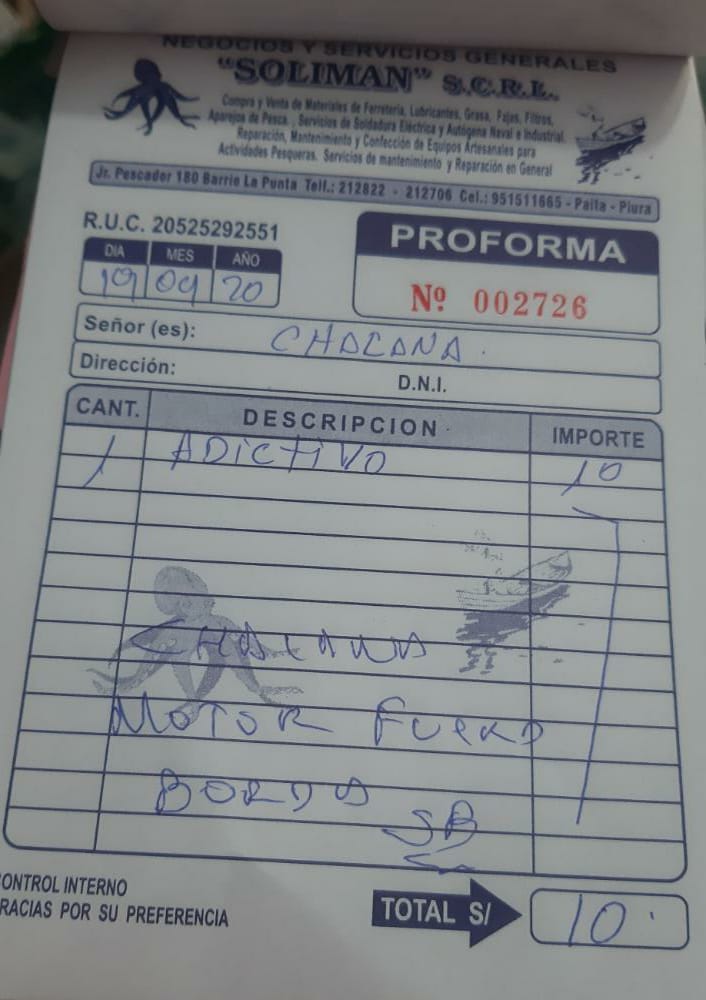 NEGOCIOS Y SERVICIOS GENERALES
"SOLIMAN" S.C.R.L.
Compra y Venta de Materiales de Ferretería, Lubricantes, Grasa, Fajas, Filtros,
Aparejos de Pesca., Servicios de Soldadura Eléctrica y Autógena Naval e Industrial.
Reparación, Mantenimiento y Confección de Equipos Artesanales para
Actividades Pesqueras. Servicios de mantenimiento y Reparación en General
Jr. Pescador 180 Barrio La Punta Telf.: 212822 - 212706 Cel.: 951511665 - Paita - Piura
R.U.C. 20525292551
PROFORMA
DIA MES AÑO
19 09 20
Nº 002726
Señor (es): CHALANA
Dirección: D.N.I.
CANT. DESCRIPCION IMPORTE
1 ADICTIVO 10
CHALANA
MOTOR FUERA
BORDA
SB
CONTROL INTERNO
GRACIAS POR SU PREFERENCIA
TOTAL S/ 10